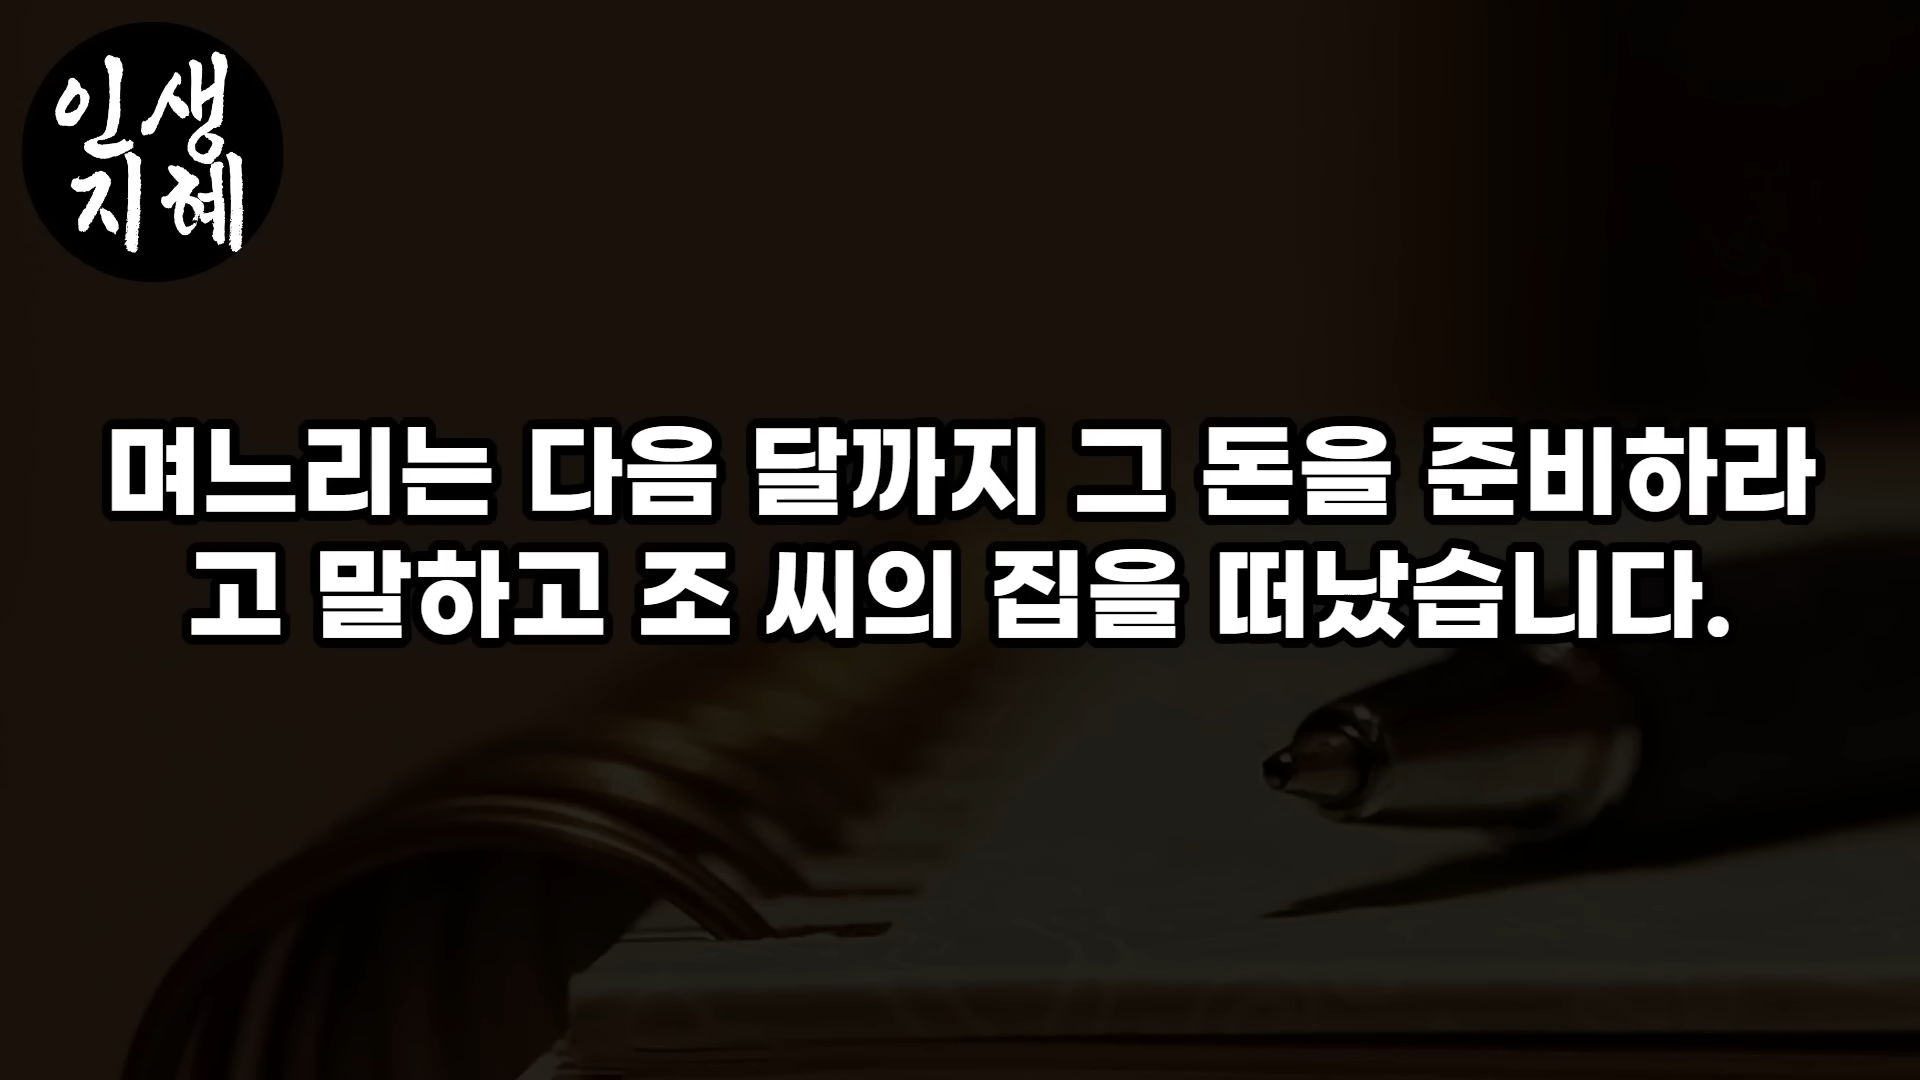 인생
지혜
며느리는 다음 달까지 그 돈을 준비하라
고 말하고 조 씨의 집을 떠났습니다.